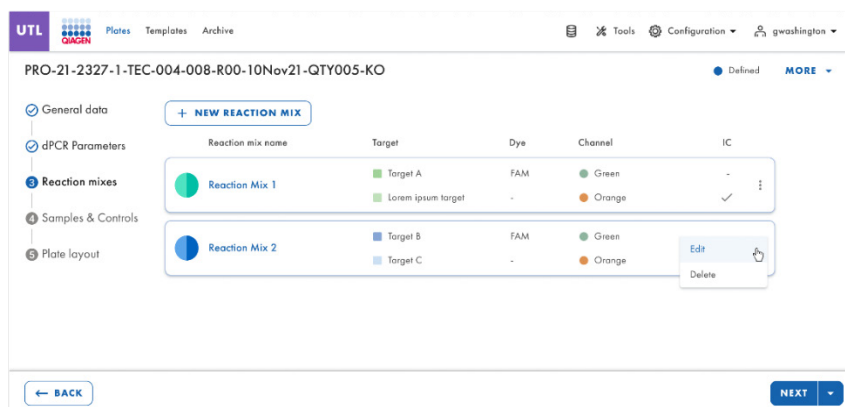 UTL QIAGEN Plates Templates Archive Tools Configuration gwashington
PRO-21-2327-1-TEC-004-008-R00-10Nov21-QTY005-KO Defined MORE
General data
+ NEW REACTION MIX
dPCR Parameters
Reaction mix name Target Dye Channel IC
3 Reaction mixes
Reaction Mix 1
Target A FAM Green -
Lorem ipsum target - Orange
4 Samples & Controls
5 Plate layout
Reaction Mix 2
Target B FAM Green
Target C - Orange
Edit
Delete
← BACK
NEXT